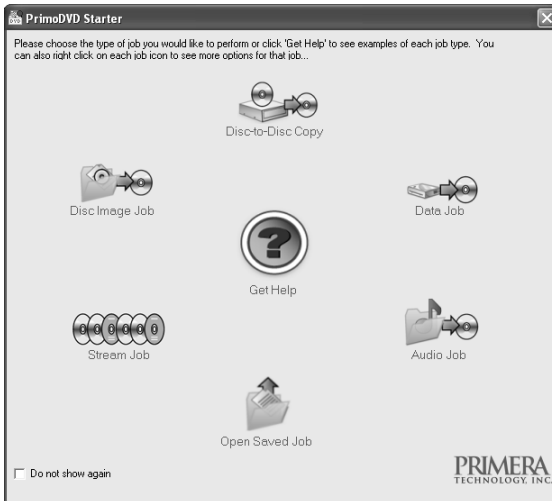 PrimoDVD Starter
Please choose the type of job you would like to perform or click 'Get Help' to see examples of each job type. You
can also right click on each job icon to see more options for that job...
Disc-to-Disc Copy
Disc Image Job
Data Job
Get Help
Stream Job
Audio Job
Open Saved Job
Do not show again
PRIMERA
TECHNOLOGY, INC.